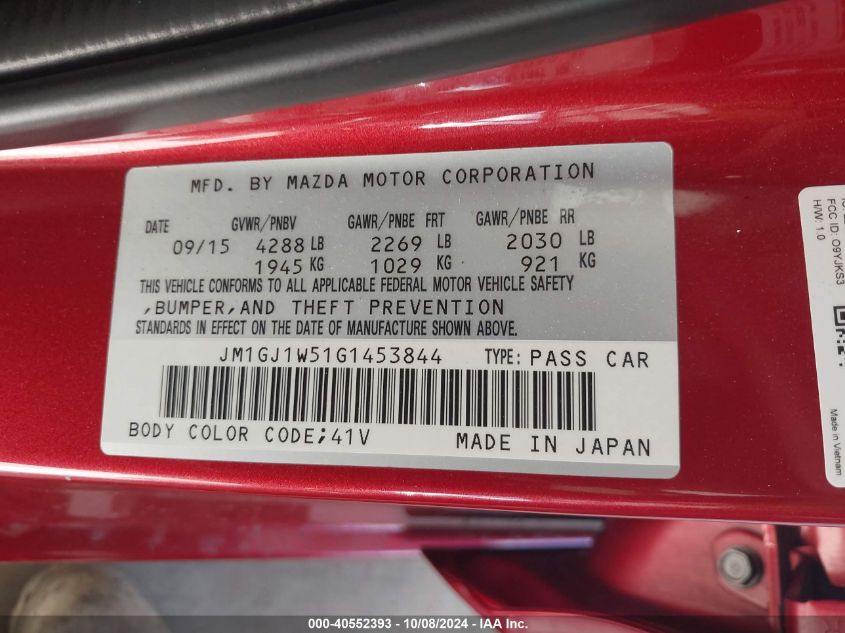 MFD. BY MAZDA MOTOR CORPORATION
DATE GVWR/PNBV GAWR/PNBE FRT GAWR/PNBE RR
09/15 4288 LB 2269 LB 2030 LB
1945 KG 1029 KG 921 KG
THIS VEHICLE CONFORMS TO ALL APPLICABLE FEDERAL MOTOR VEHICLE SAFETY
,BUMPER,AND THEFT PREVENTION
STANDARDS IN EFFECT ON THE DATE OF MANUFACTURE SHOWN ABOVE.
JM1GJ1W51G1453844 TYPE: PASS CAR
BODY COLOR CODE;41V MADE IN JAPAN
FCC ID: O9YJKS3
H/W: 1.0
Made in Vietnam
000-40552393 - 10/08/2024 - IAA Inc.